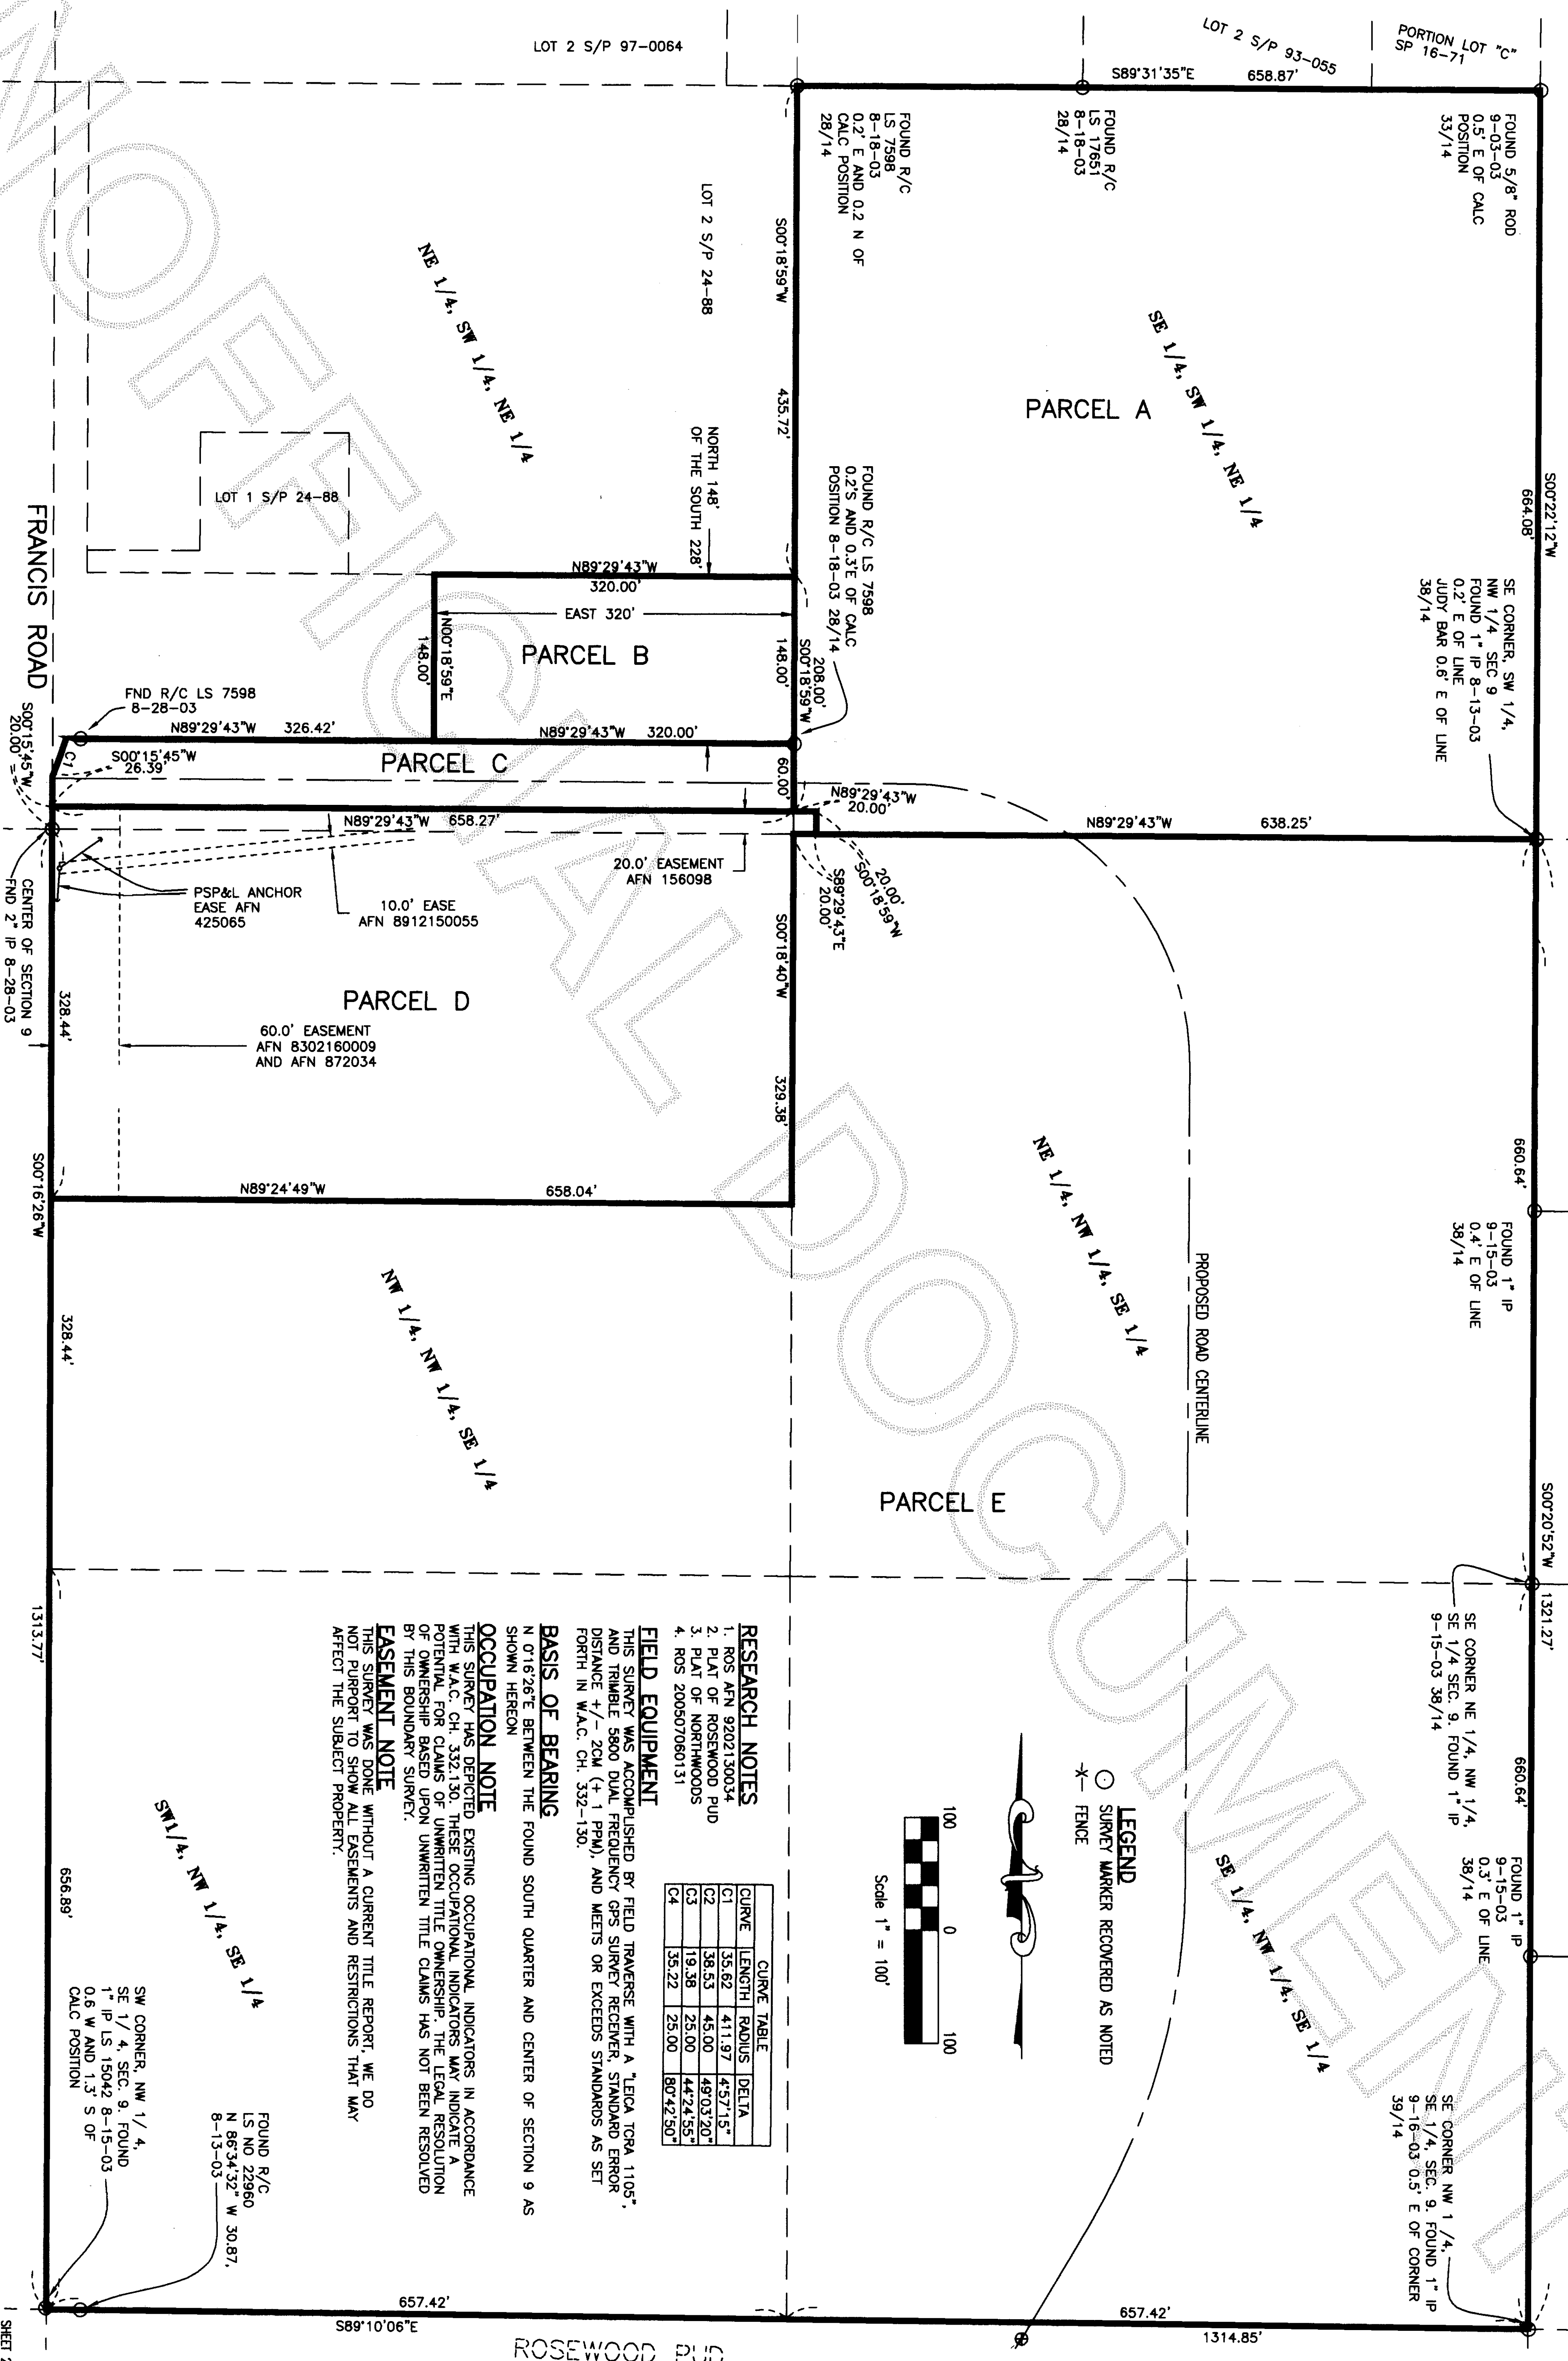 LOT 2 S/P 97-0064
LOT 2 S/P 93-055
PORTION LOT "C"
SP 16-71
S89°31'35"E 658.87'
FOUND 5/8" ROD
9-03-03
0.5' E OF CALC
POSITION
33/14
FOUND R/C
LS 17651
8-18-03
28/14
FOUND R/C
LS 7598
8-18-03
0.2' E AND 0.2 N OF
CALC POSITION
28/14
LOT 2 S/P 24-88
S00°18'59"W
435.72'
NE 1/4, SW 1/4, NE 1/4
SE 1/4, SW 1/4, NE 1/4
PARCEL A
S00°22'12"W
664.08'
NORTH 148'
OF THE SOUTH 228'
FOUND R/C LS 7598
0.2'S AND 0.3'E OF CALC
POSITION 8-18-03 28/14
SE CORNER, SW 1/4,
NW 1/4 SEC 9
FOUND 1" IP 8-13-03
0.2' E OF LINE
JUDY BAR 0.6' E OF LINE
38/14
LOT 1 S/P 24-88
FRANCIS ROAD
N89°29'43"W
320.00'
EAST 320'
PARCEL B
N00°18'59"E
148.00'
148.00'
S00°18'59"W
208.00'
FND R/C LS 7598
8-28-03
N89°29'43"W 326.42'
N89°29'43"W 320.00'
C1
S00°15'45"W
26.39'
S00°15'45"W
20.00'
PARCEL C
60.00'
N89°29'43"W
20.00'
N89°29'43"W 658.27'
N89°29'43"W 638.25'
20.0' EASEMENT
AFN 156098
20.00'
S00°18'59"W
S89°29'43"E
20.00'
PSP&L ANCHOR
EASE AFN
425065
10.0' EASE
AFN 8912150055
CENTER OF SECTION 9
FND 2" IP 8-28-03
S00°18'40"W
329.38'
PARCEL D
60.0' EASEMENT
AFN 8302160009
AND AFN 872034
328.44'
S00°16'26"W
N89°24'49"W 658.04'
NE 1/4, NW 1/4, SE 1/4
PROPOSED ROAD CENTERLINE
660.64'
FOUND 1" IP
9-15-03
0.4' E OF LINE
38/14
NW 1/4, NW 1/4, SE 1/4
328.44'
PARCEL E
S00°20'52"W 1321.27'
SE CORNER NE 1/4, NW 1/4,
SE 1/4 SEC. 9. FOUND 1" IP
9-15-03 38/14
660.64'
FOUND 1" IP
9-15-03
0.3' E OF LINE
38/14
1313.77'
RESEARCH NOTES
1. ROS AFN 9202130034
2. PLAT OF ROSEWOOD PUD
3. PLAT OF NORTHWOODS
4. ROS 200507060131
FIELD EQUIPMENT
THIS SURVEY WAS ACCOMPLISHED BY FIELD TRAVERSE WITH A "LEICA TCRA 1105",
AND TRIMBLE 5800 DUAL FREQUENCY GPS SURVEY RECEIVER, STANDARD ERROR
DISTANCE +/- 2CM (+ 1 PPM), AND MEETS OR EXCEEDS STANDARDS AS SET
FORTH IN W.A.C. CH. 332-130.
BASIS OF BEARING
N 0°16'26"E BETWEEN THE FOUND SOUTH QUARTER AND CENTER OF SECTION 9 AS
SHOWN HEREON
OCCUPATION NOTE
THIS SURVEY HAS DEPICTED EXISTING OCCUPATIONAL INDICATORS IN ACCORDANCE
WITH W.A.C. CH. 332.130. THESE OCCUPATIONAL INDICATORS MAY INDICATE A
POTENTIAL FOR CLAIMS OF UNWRITTEN TITLE OWNERSHIP. THE LEGAL RESOLUTION
OF OWNERSHIP BASED UPON UNWRITTEN TITLE CLAIMS HAS NOT BEEN RESOLVED
BY THIS BOUNDARY SURVEY.
EASEMENT NOTE
THIS SURVEY WAS DONE WITHOUT A CURRENT TITLE REPORT, WE DO
NOT PURPORT TO SHOW ALL EASEMENTS AND RESTRICTIONS THAT MAY
AFFECT THE SUBJECT PROPERTY.
LEGEND
SURVEY MARKER RECOVERED AS NOTED
FENCE
100 0 100
Scale 1" = 100'
CURVE TABLE
CURVE LENGTH RADIUS DELTA
C1 35.62 411.97 4°57'15"
C2 38.53 45.00 49°03'20"
C3 19.38 25.00 44°24'55"
C4 35.22 25.00 80°42'50"
SE 1/4, NW 1/4, SE 1/4
SW1/4, NW 1/4, SE 1/4
656.89'
SE CORNER NW 1 /4,
SE 1/4, SEC. 9. FOUND 1" IP
9-16-03 0.5' E OF CORNER
39/14
SW CORNER, NW 1/ 4,
SE 1/ 4, SEC. 9. FOUND
1" IP LS 15042 8-15-03
0.6 W AND 1.3' S OF
CALC POSITION
FOUND R/C
LS NO 22960
N 86°34'32" W 30.87,
8-13-03
657.42'
S89°10'06"E
657.42'
1314.85'
ROSEWOOD PUD
SHEET 2
UNOFFICIAL DOCUMENT